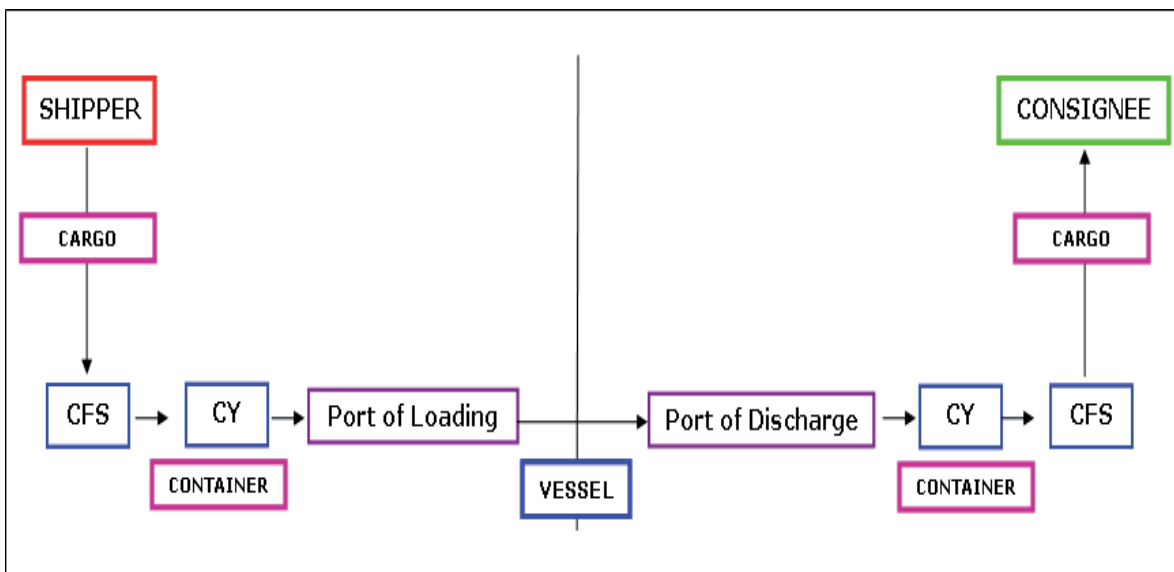 SHIPPER
CONSIGNEE
CARGO
CARGO
CFS
CY
Port of Loading
Port of Discharge
CY
CFS
CONTAINER
VESSEL
CONTAINER